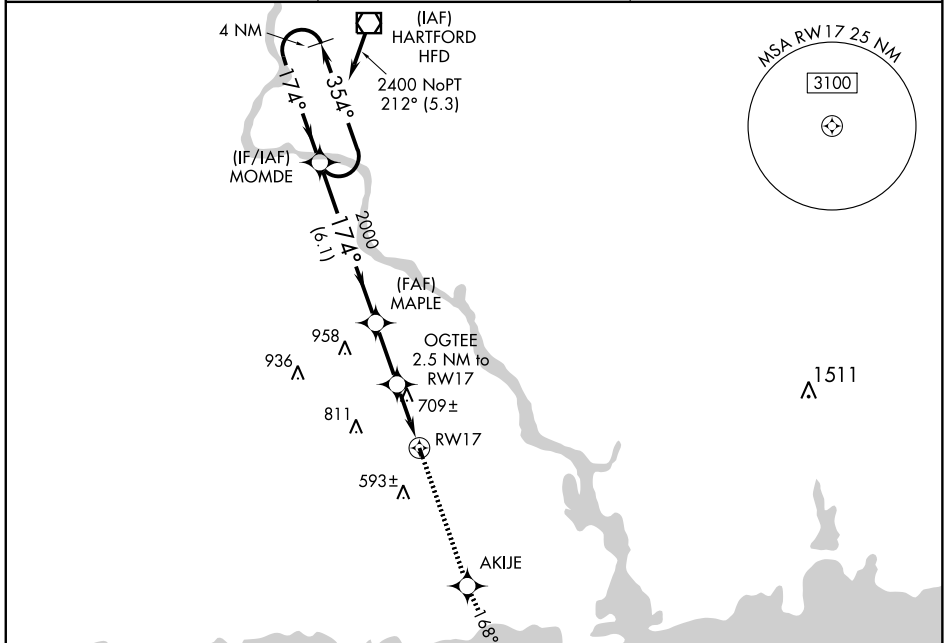 4 NM
(IAF)
HARTFORD
HFD
2400 NoPT
212° (5.3)
174°
354°
MSA RW17 25 NM
3100
(IF/IAF)
MOMDE
2000
174°
(6.1)
(FAF)
MAPLE
958
936
OGTEE
2.5 NM to
RW17
709±
811
RW17
593±
1511
AKIJE
168°